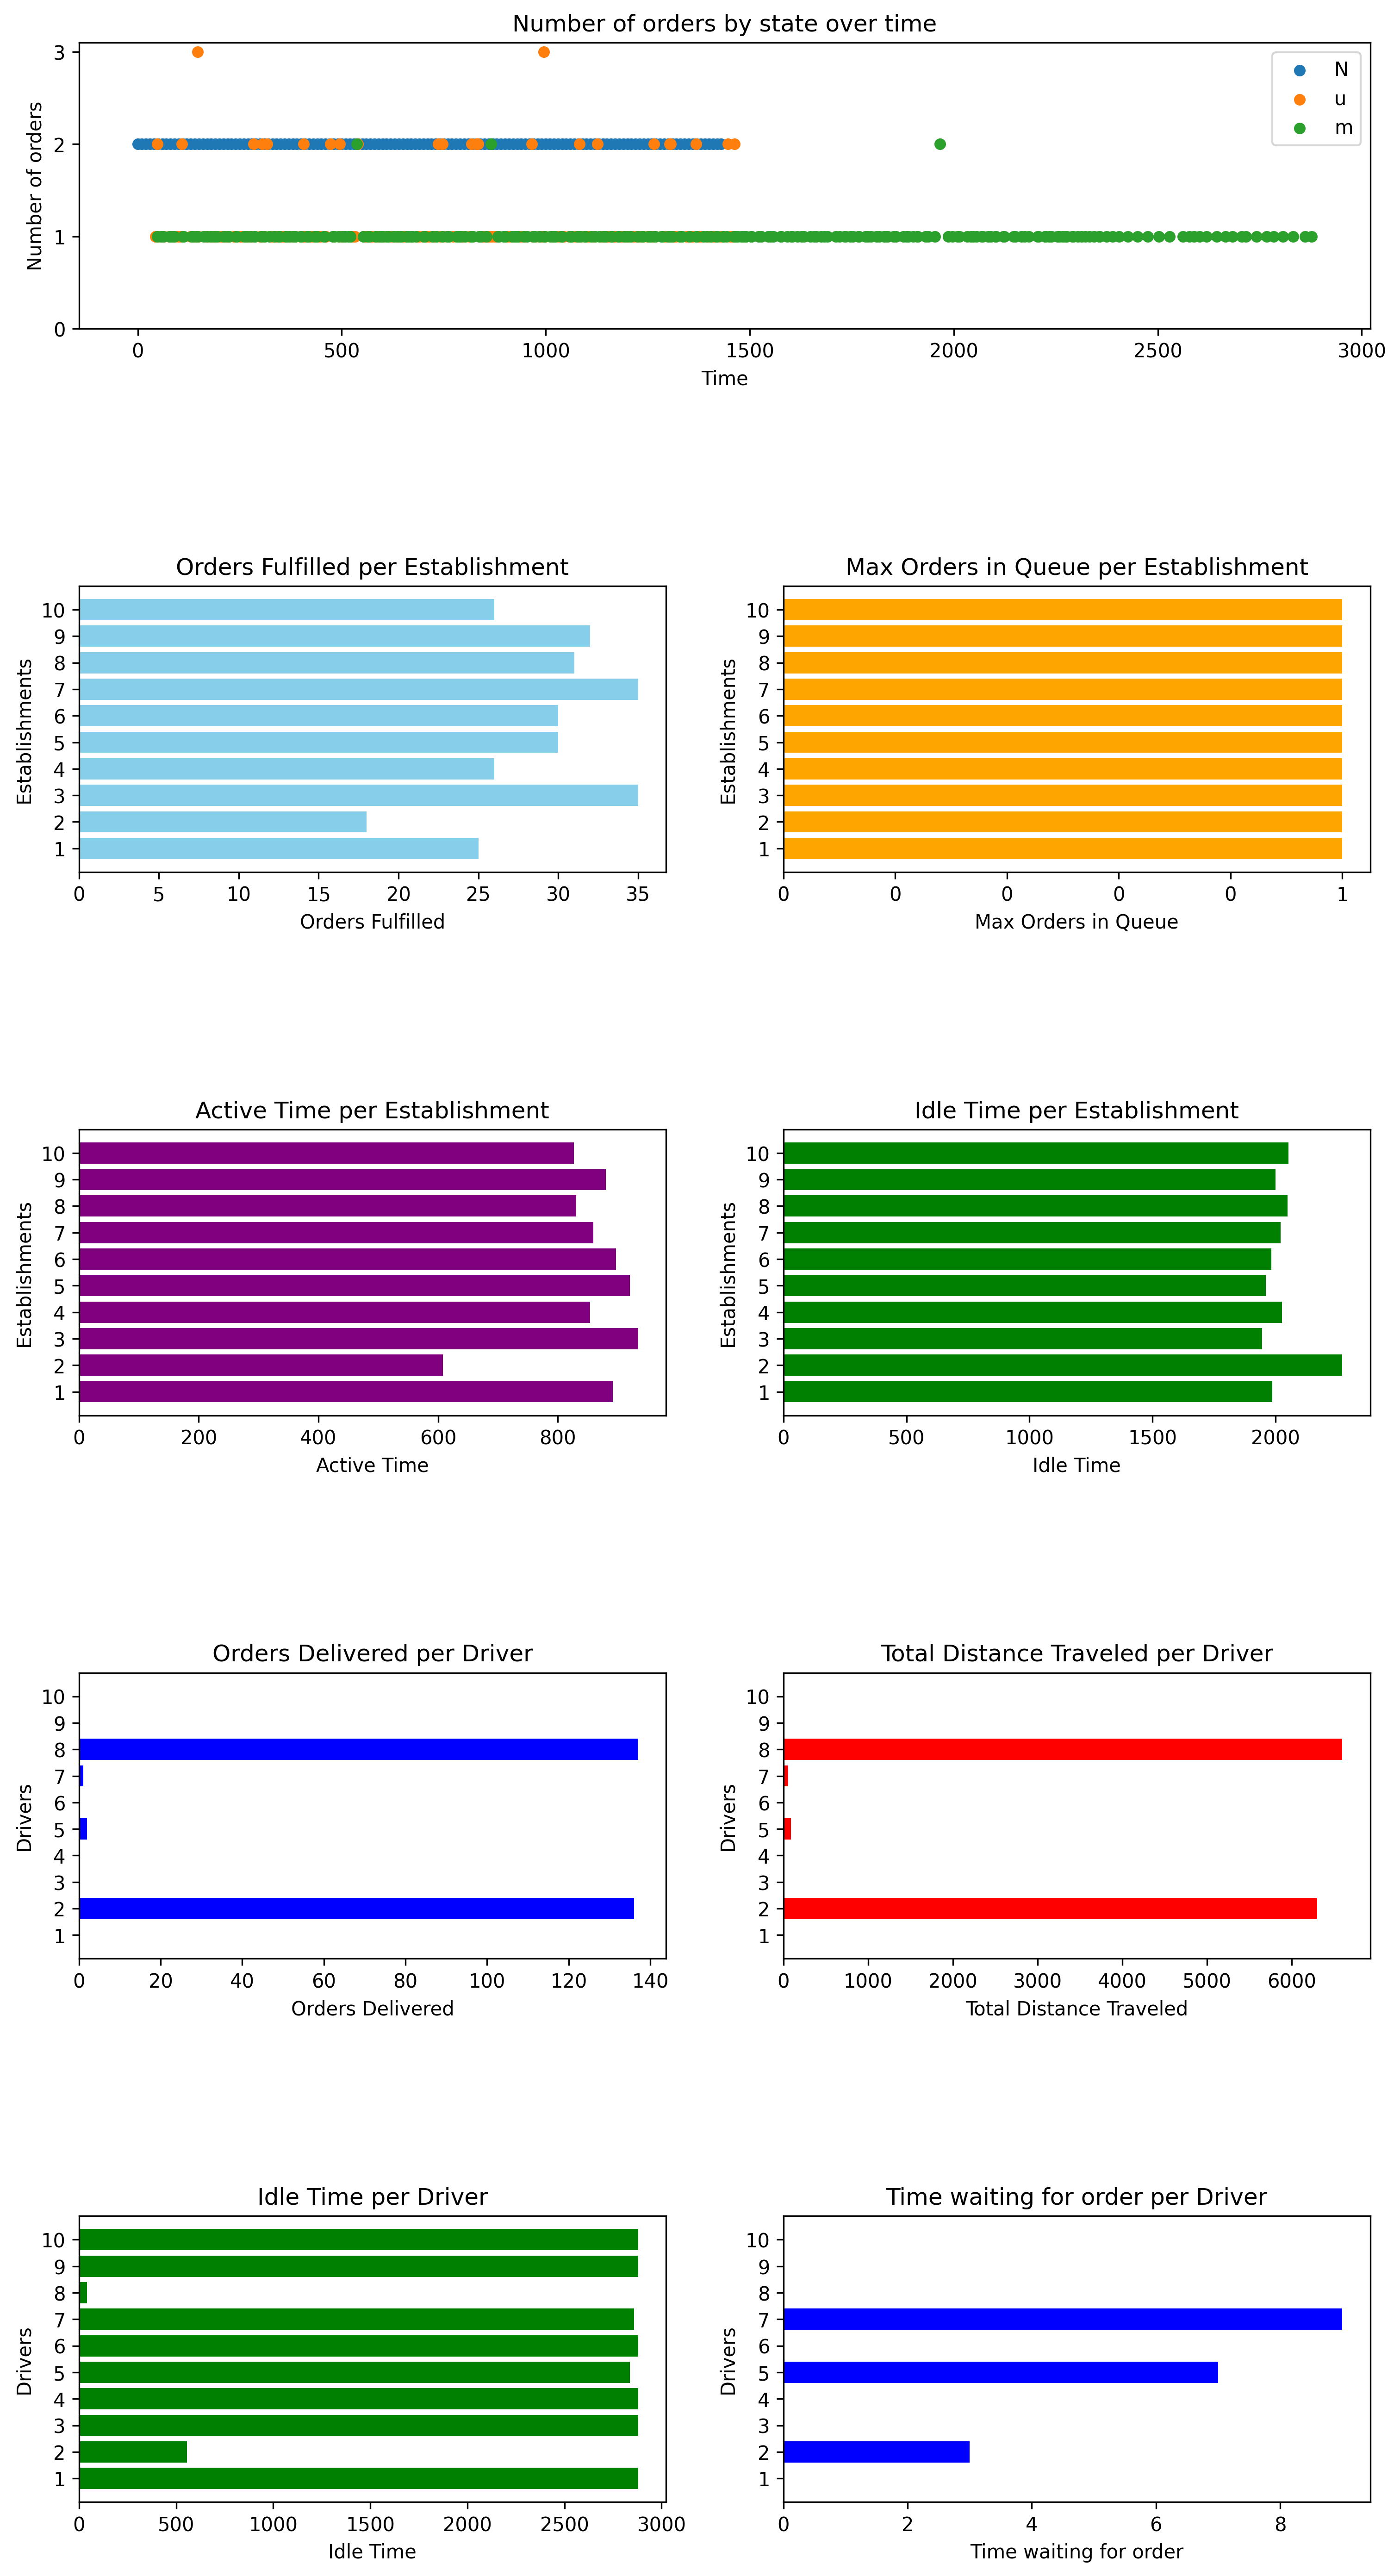 Number of orders by state over time
Number of orders
3
2
1
0
N
u
m
0 500 1000 1500 2000 2500 3000
Time
Orders Fulfilled per Establishment
Establishments
10
9
8
7
6
5
4
3
2
1
0 5 10 15 20 25 30 35
Orders Fulfilled
Max Orders in Queue per Establishment
Establishments
10
9
8
7
6
5
4
3
2
1
0 0 0 0 0 1
Max Orders in Queue
Active Time per Establishment
Establishments
10
9
8
7
6
5
4
3
2
1
0 200 400 600 800
Active Time
Idle Time per Establishment
Establishments
10
9
8
7
6
5
4
3
2
1
0 500 1000 1500 2000
Idle Time
Orders Delivered per Driver
Drivers
10
9
8
7
6
5
4
3
2
1
0 20 40 60 80 100 120 140
Orders Delivered
Total Distance Traveled per Driver
Drivers
10
9
8
7
6
5
4
3
2
1
0 1000 2000 3000 4000 5000 6000
Total Distance Traveled
Idle Time per Driver
Drivers
10
9
8
7
6
5
4
3
2
1
0 500 1000 1500 2000 2500 3000
Idle Time
Time waiting for order per Driver
Drivers
10
9
8
7
6
5
4
3
2
1
0 2 4 6 8
Time waiting for order